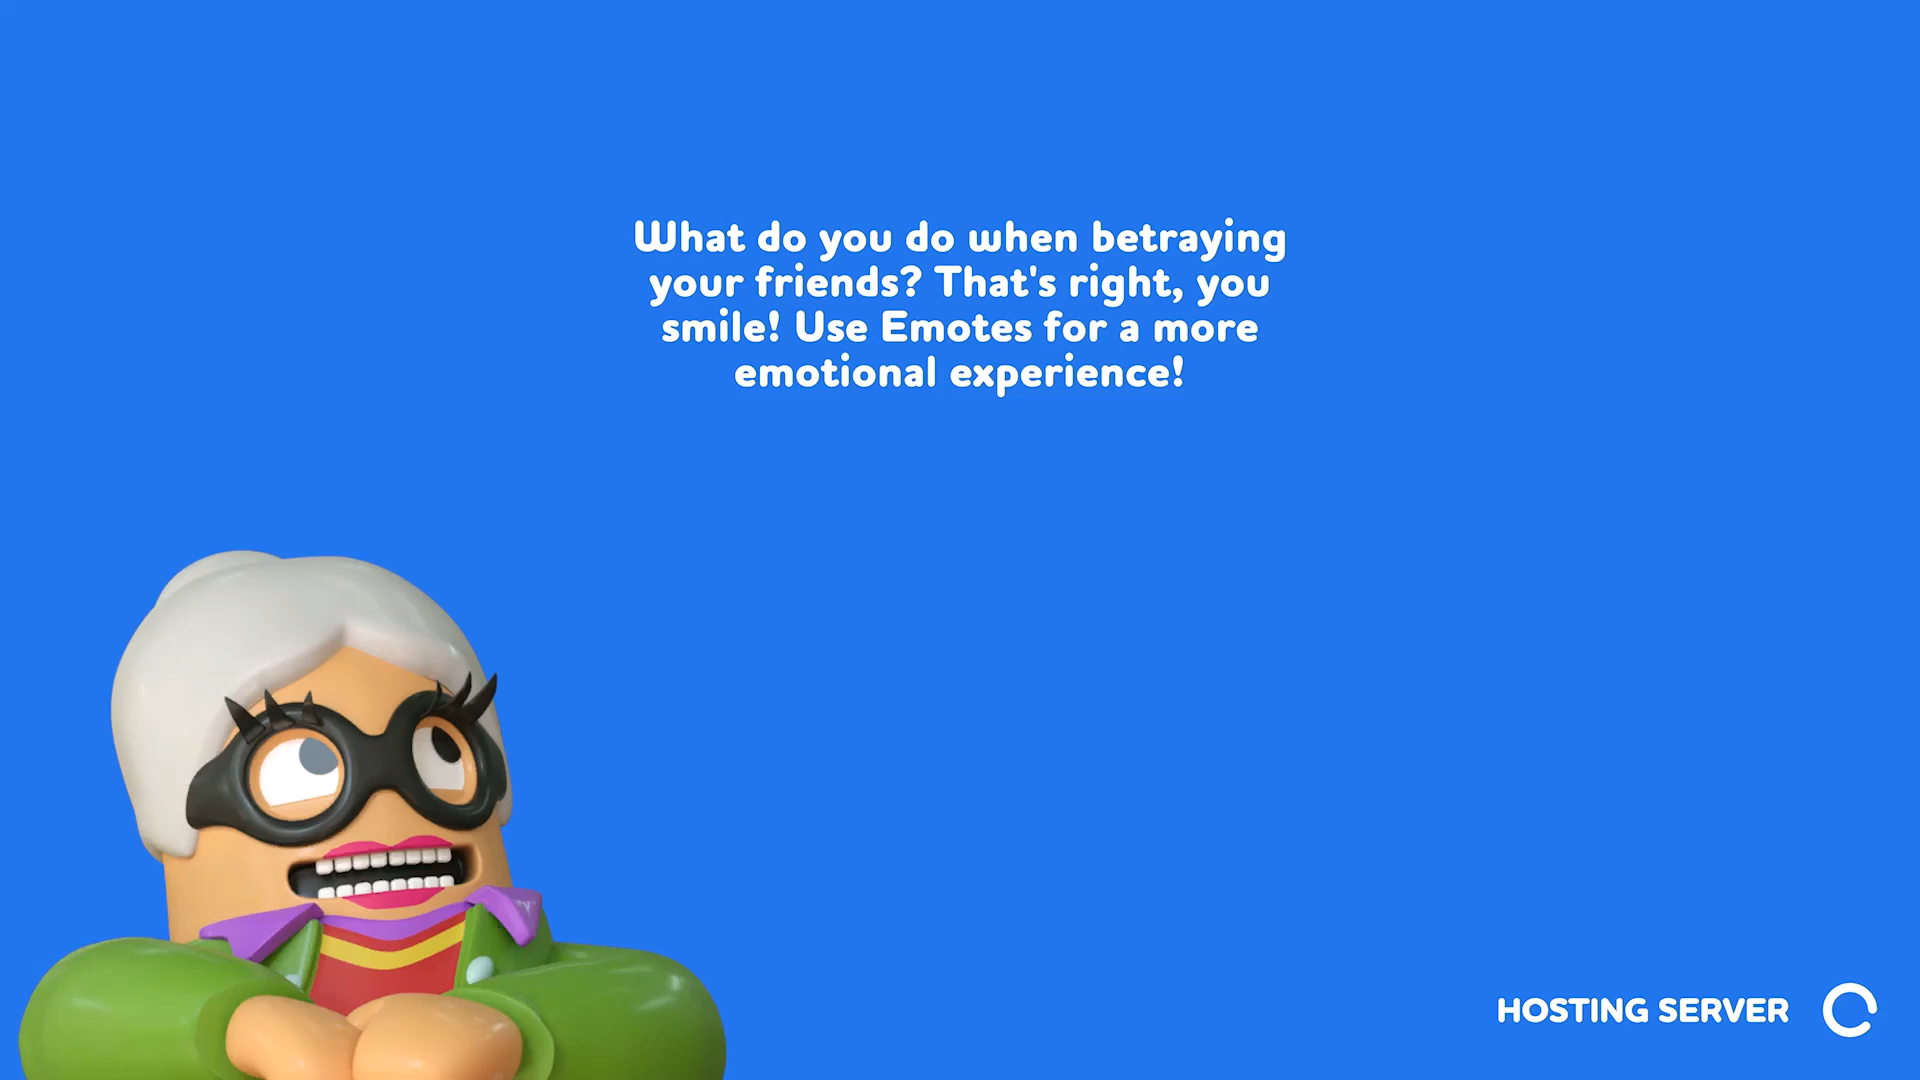 What do you do when betraying
your friends? That's right, you
smile! Use Emotes for a more
emotional experience!
HOSTING SERVER